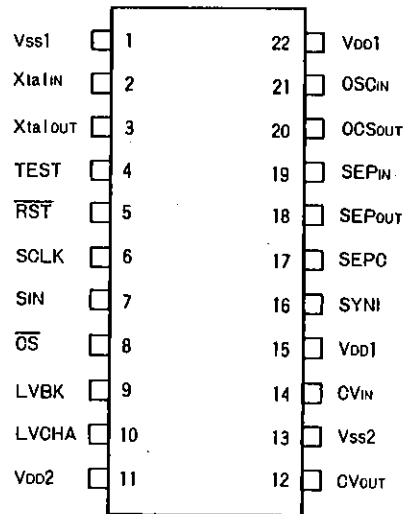 Vss1 1 22 VDD1
XtalIN 2 21 OSCIN
XtalOUT 3 20 OCSOUT
TEST 4 19 SEPIN
RST 5 18 SEPOUT
SCLK 6 17 SEPC
SIN 7 16 SYNI
CS 8 15 VDD1
LVBK 9 14 CVIN
LVCHA 10 13 Vss2
VDD2 11 12 CVOUT